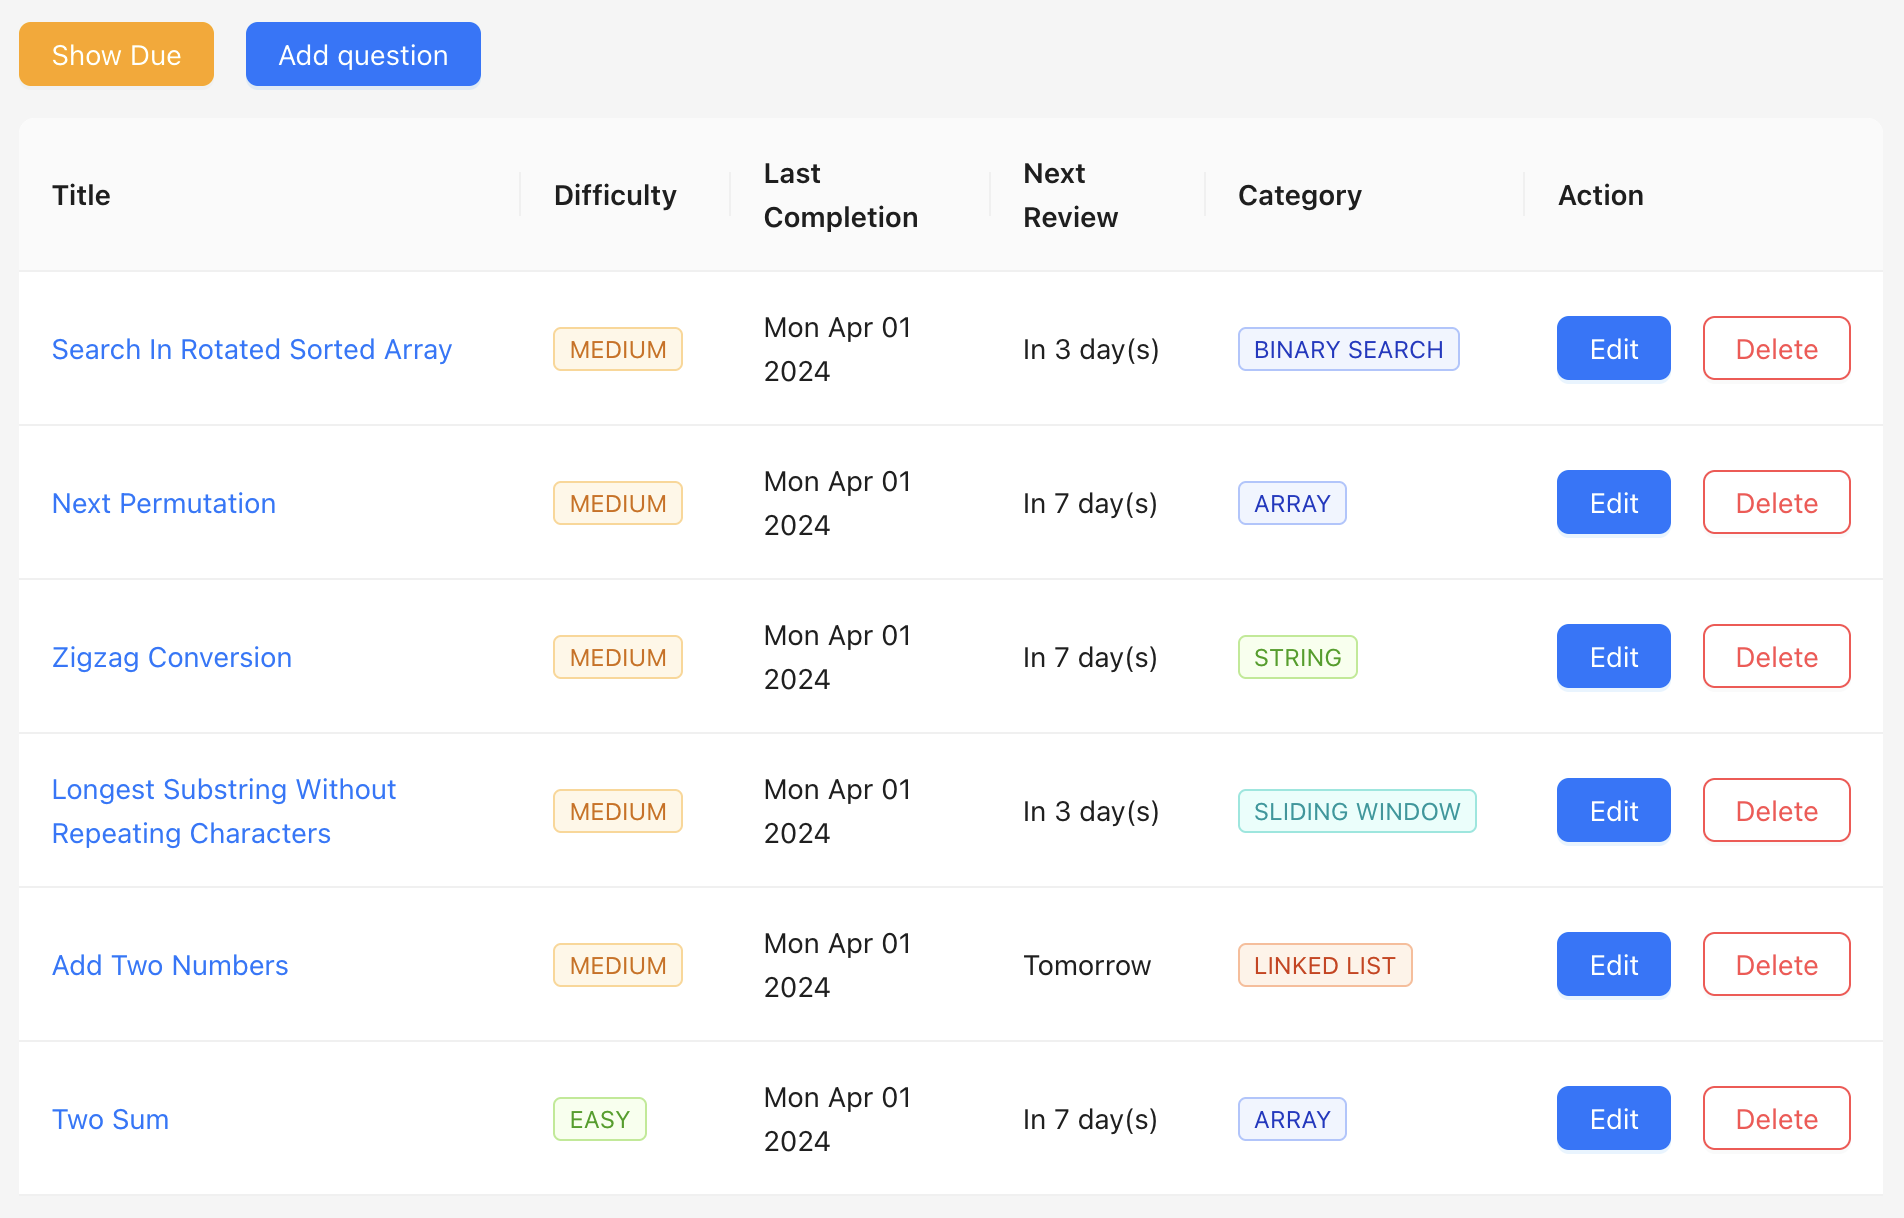 Show Due
Add question
Title
Difficulty
Last
Completion
Next
Review
Category
Action
Search In Rotated Sorted Array
MEDIUM
Mon Apr 01
2024
In 3 day(s)
BINARY SEARCH
Edit
Delete
Next Permutation
MEDIUM
Mon Apr 01
2024
In 7 day(s)
ARRAY
Edit
Delete
Zigzag Conversion
MEDIUM
Mon Apr 01
2024
In 7 day(s)
STRING
Edit
Delete
Longest Substring Without
Repeating Characters
MEDIUM
Mon Apr 01
2024
In 3 day(s)
SLIDING WINDOW
Edit
Delete
Add Two Numbers
MEDIUM
Mon Apr 01
2024
Tomorrow
LINKED LIST
Edit
Delete
Two Sum
EASY
Mon Apr 01
2024
In 7 day(s)
ARRAY
Edit
Delete